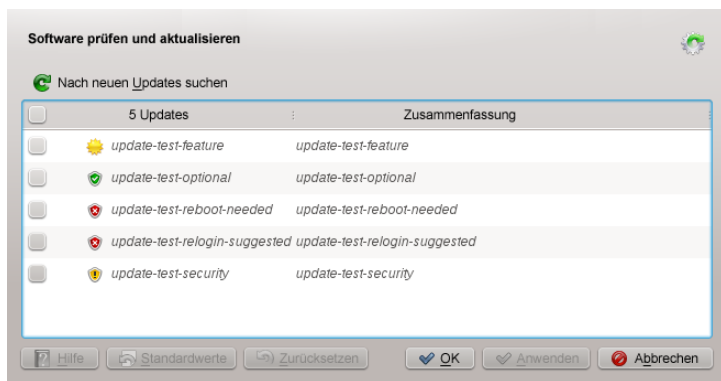 Software prüfen und aktualisieren
Nach neuen Updates suchen
5 Updates Zusammenfassung
update-test-feature update-test-feature
update-test-optional update-test-optional
update-test-reboot-needed update-test-reboot-needed
update-test-relogin-suggested update-test-relogin-suggested
update-test-security update-test-security
Hilfe Standardwerte Zurücksetzen OK Anwenden Abbrechen